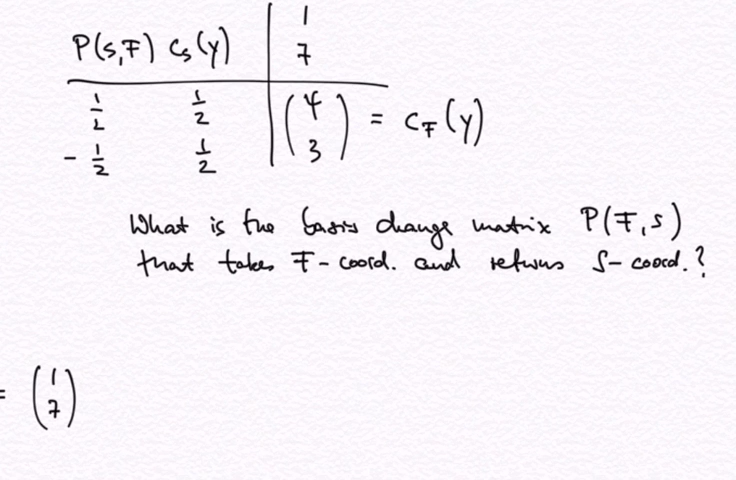 P(S,F) C_S(y) | 1
7
1/2 1/2 | (4
-1/2 1/2 | 3) = C_F(y)
What is the basis change matrix P(F,S)
that takes F-coord. and returns S-coord.?
= (1
7)